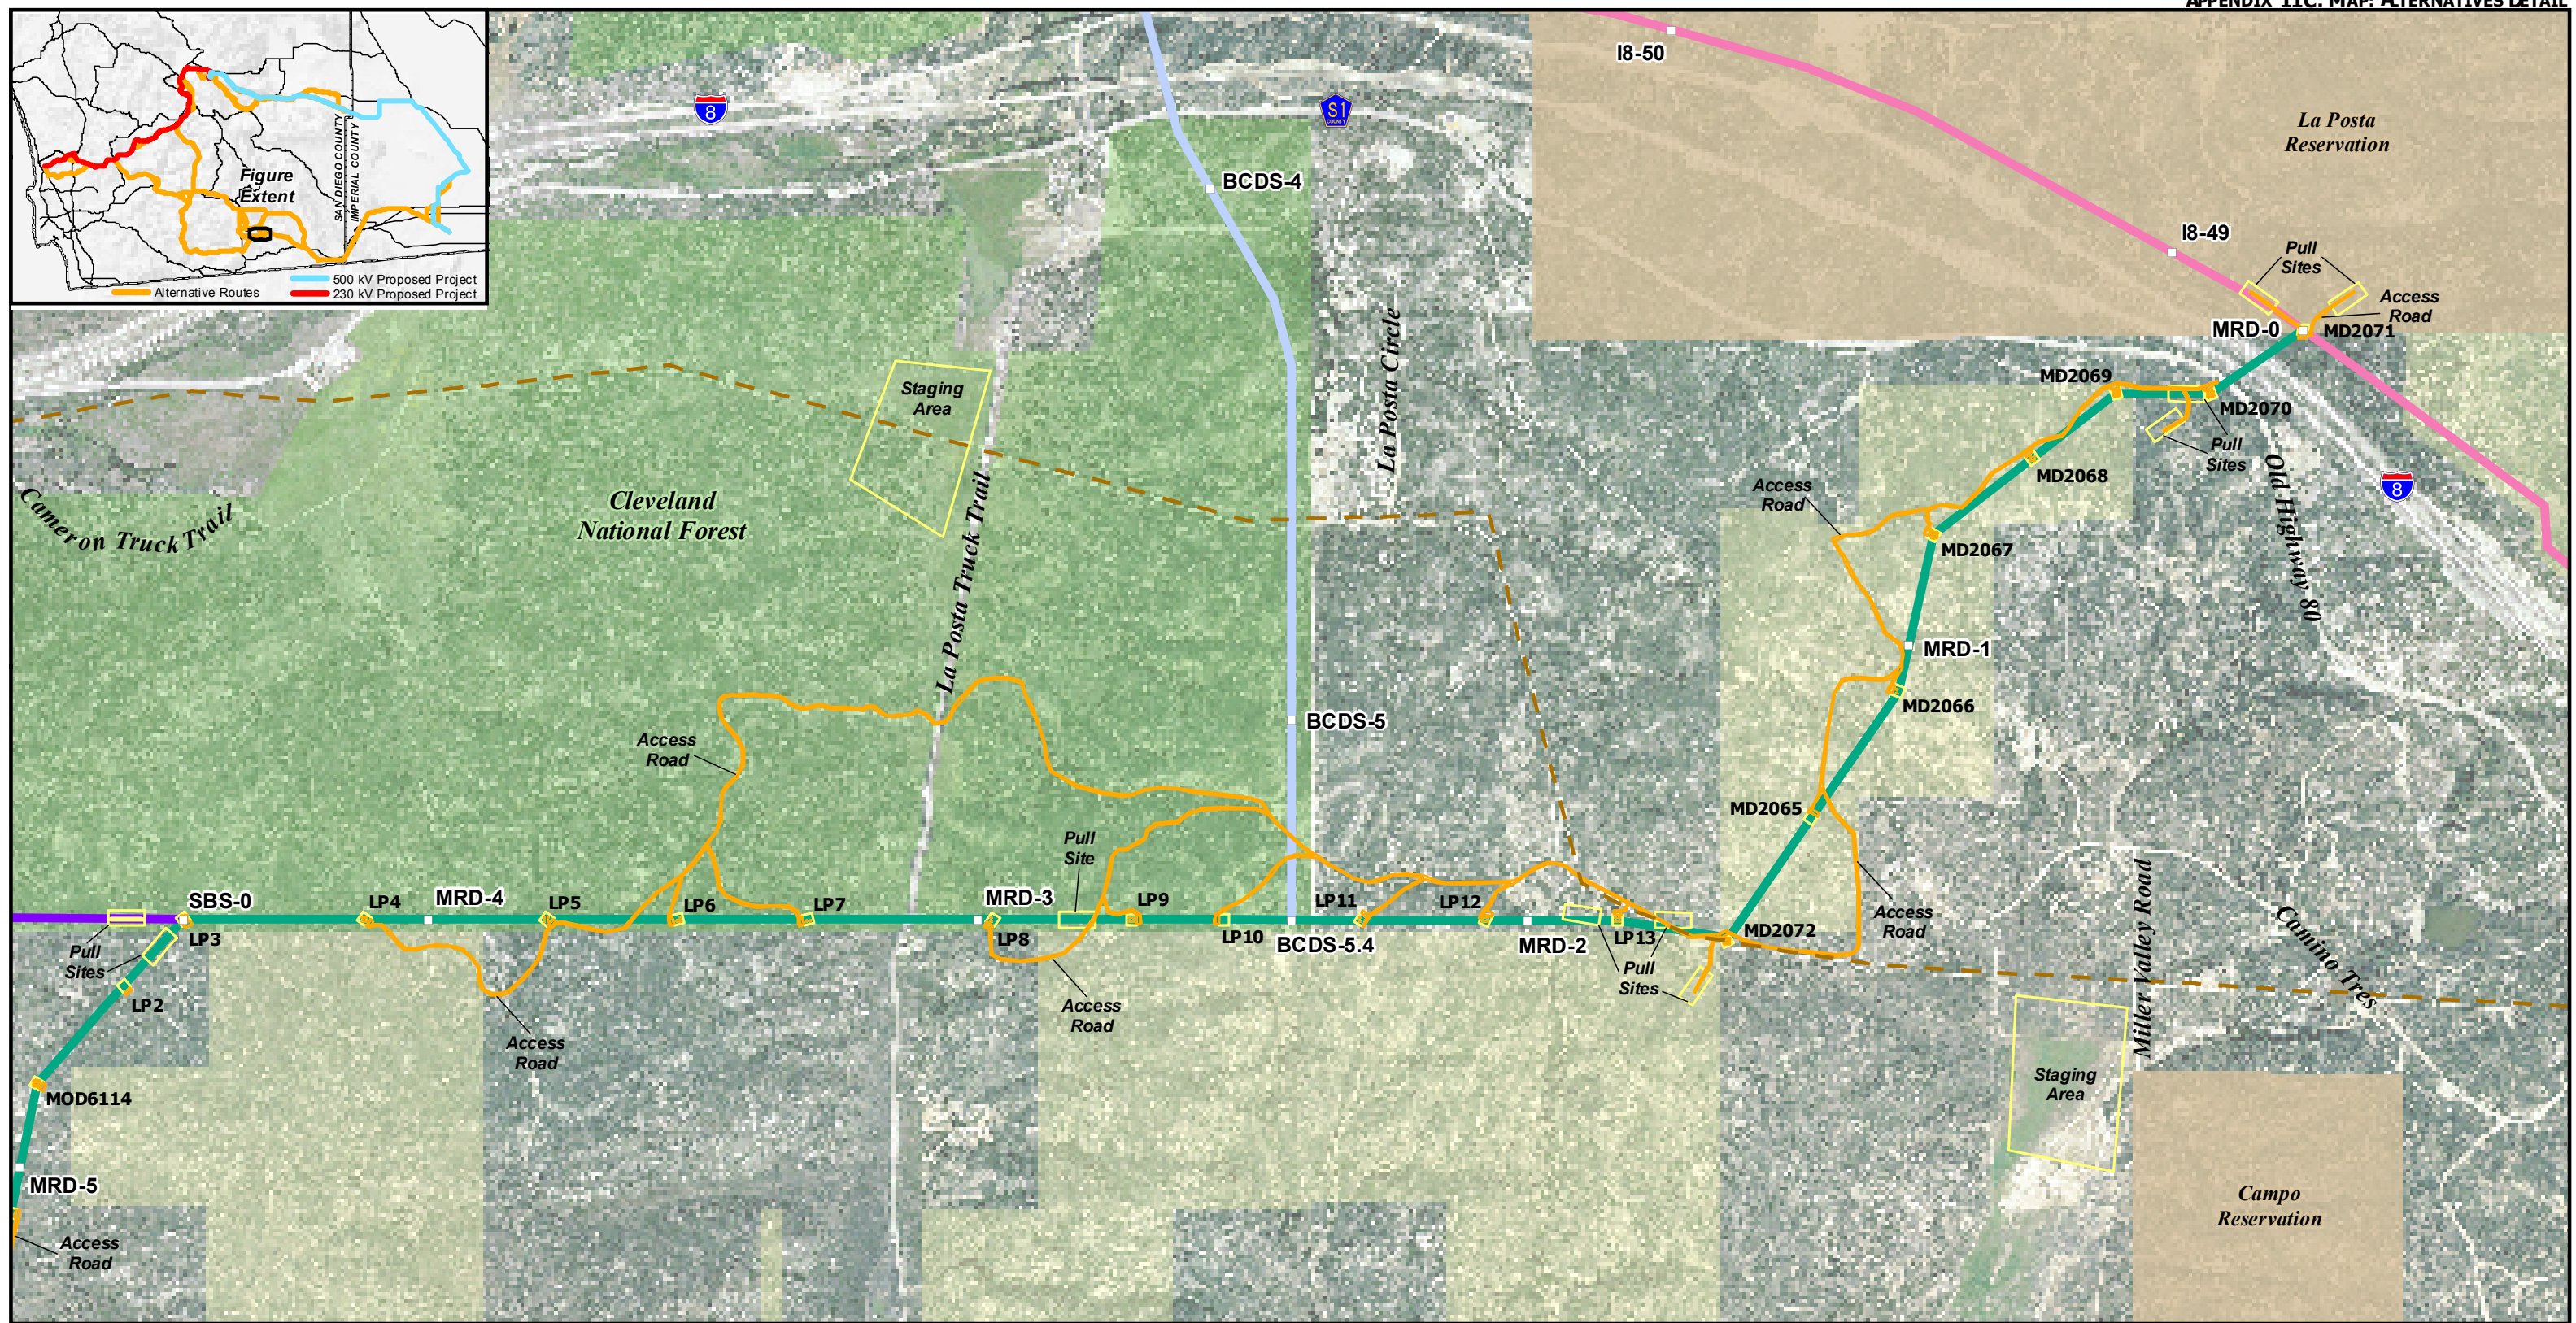 APPENDIX 11C. MAP: ALTERNATIVES DETAIL
SAN DIEGO COUNTY
IMPERIAL COUNTY
Figure
Extent
500 kV Proposed Project
Alternative Routes
230 kV Proposed Project
8
S1
COUNTY
I8-50
La Posta
Reservation
BCDS-4
I8-49
Pull
Sites
Access
Road
MRD-0
MD2071
La Posta Circle
Staging
Area
MD2069
MD2070
Pull
Sites
Old Highway 80
8
MD2068
Access
Road
Cameron Truck Trail
Cleveland
National Forest
La Posta Truck Trail
MD2067
MRD-1
MD2066
BCDS-5
Access
Road
MD2065
Pull
Site
SBS-0
LP4
MRD-4
LP5
LP6
LP7
MRD-3
LP9
LP11
LP12
Access
Road
Miller Valley Road
Camino Tres
LP3
LP8
LP10
BCDS-5.4
MRD-2
LP13
MD2072
Pull
Sites
Pull
Sites
LP2
Access
Road
Access
Road
MOD6114
Staging
Area
MRD-5
Campo
Reservation
Access
Road